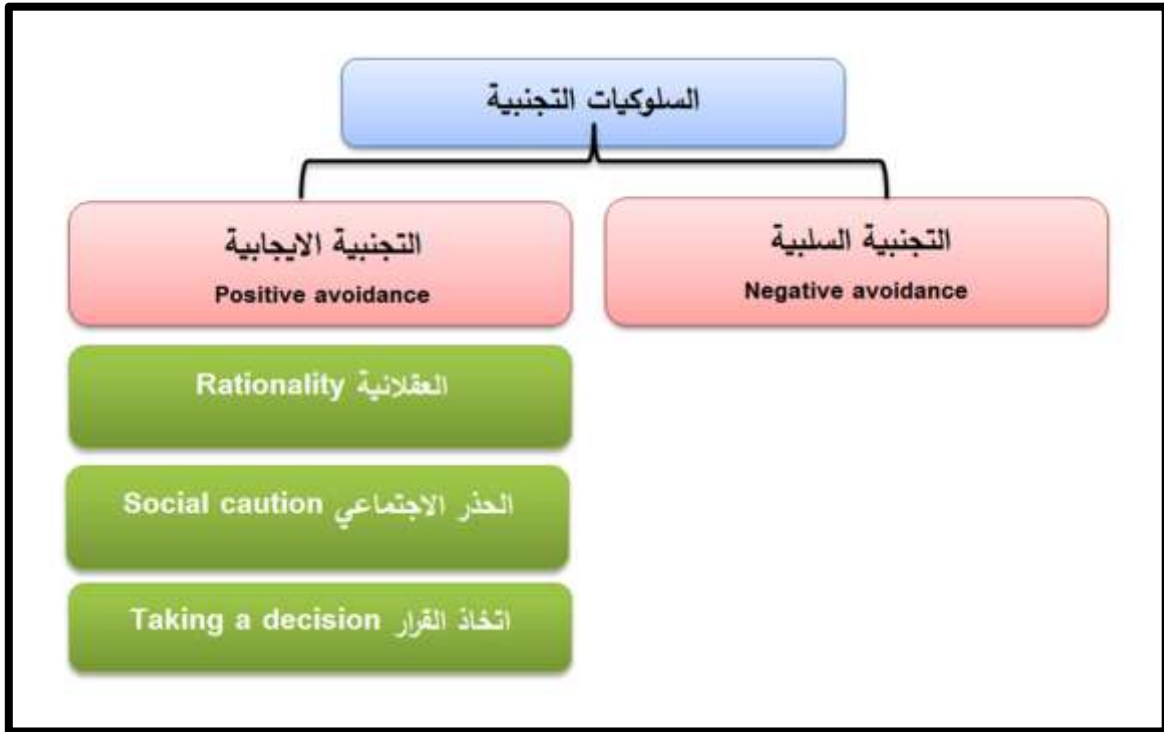 السلوكيات التجنبية
التجنبية السلبية
Negative avoidance
التجنبية الايجابية
Positive avoidance
العقلانية Rationality
الحذر الاجتماعي Social caution
اتخاذ القرار Taking a decision